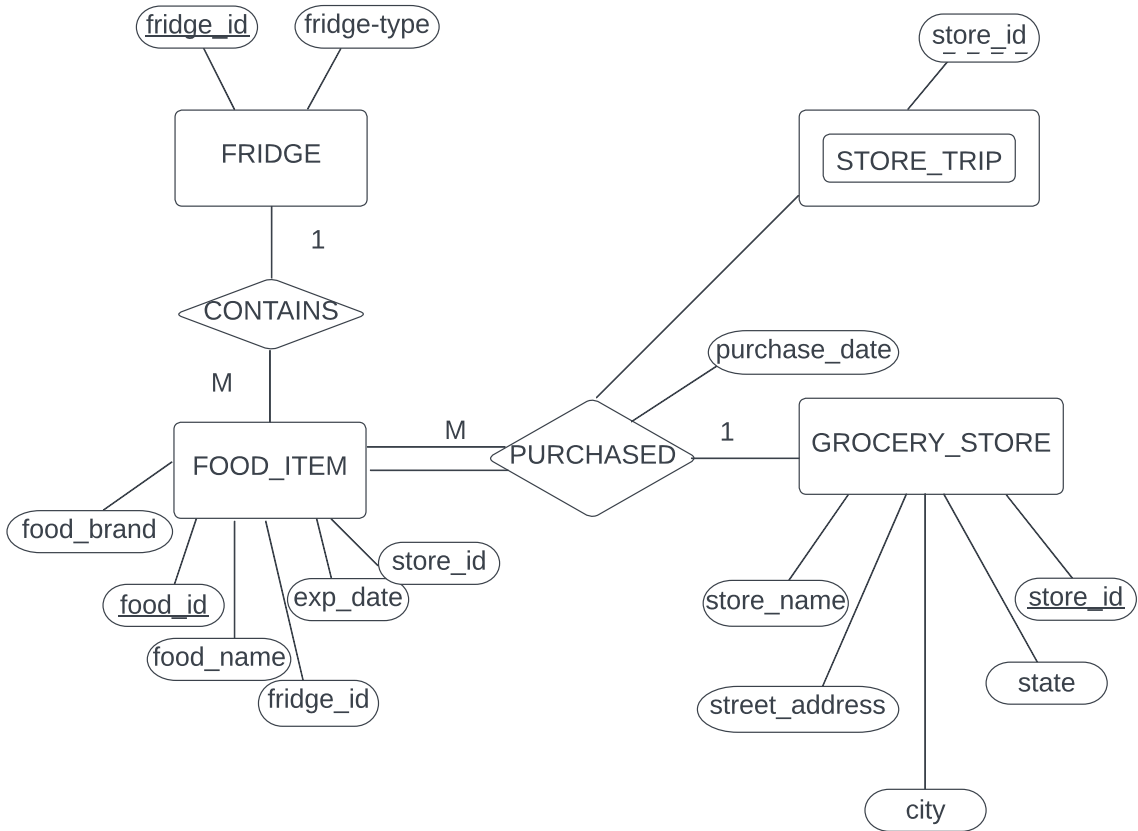 fridge_id
fridge-type
store_id
FRIDGE
STORE_TRIP
1
CONTAINS
purchase_date
M
M
1
GROCERY_STORE
FOOD_ITEM
PURCHASED
food_brand
store_id
exp_date
food_id
store_name
store_id
food_name
fridge_id
state
street_address
city